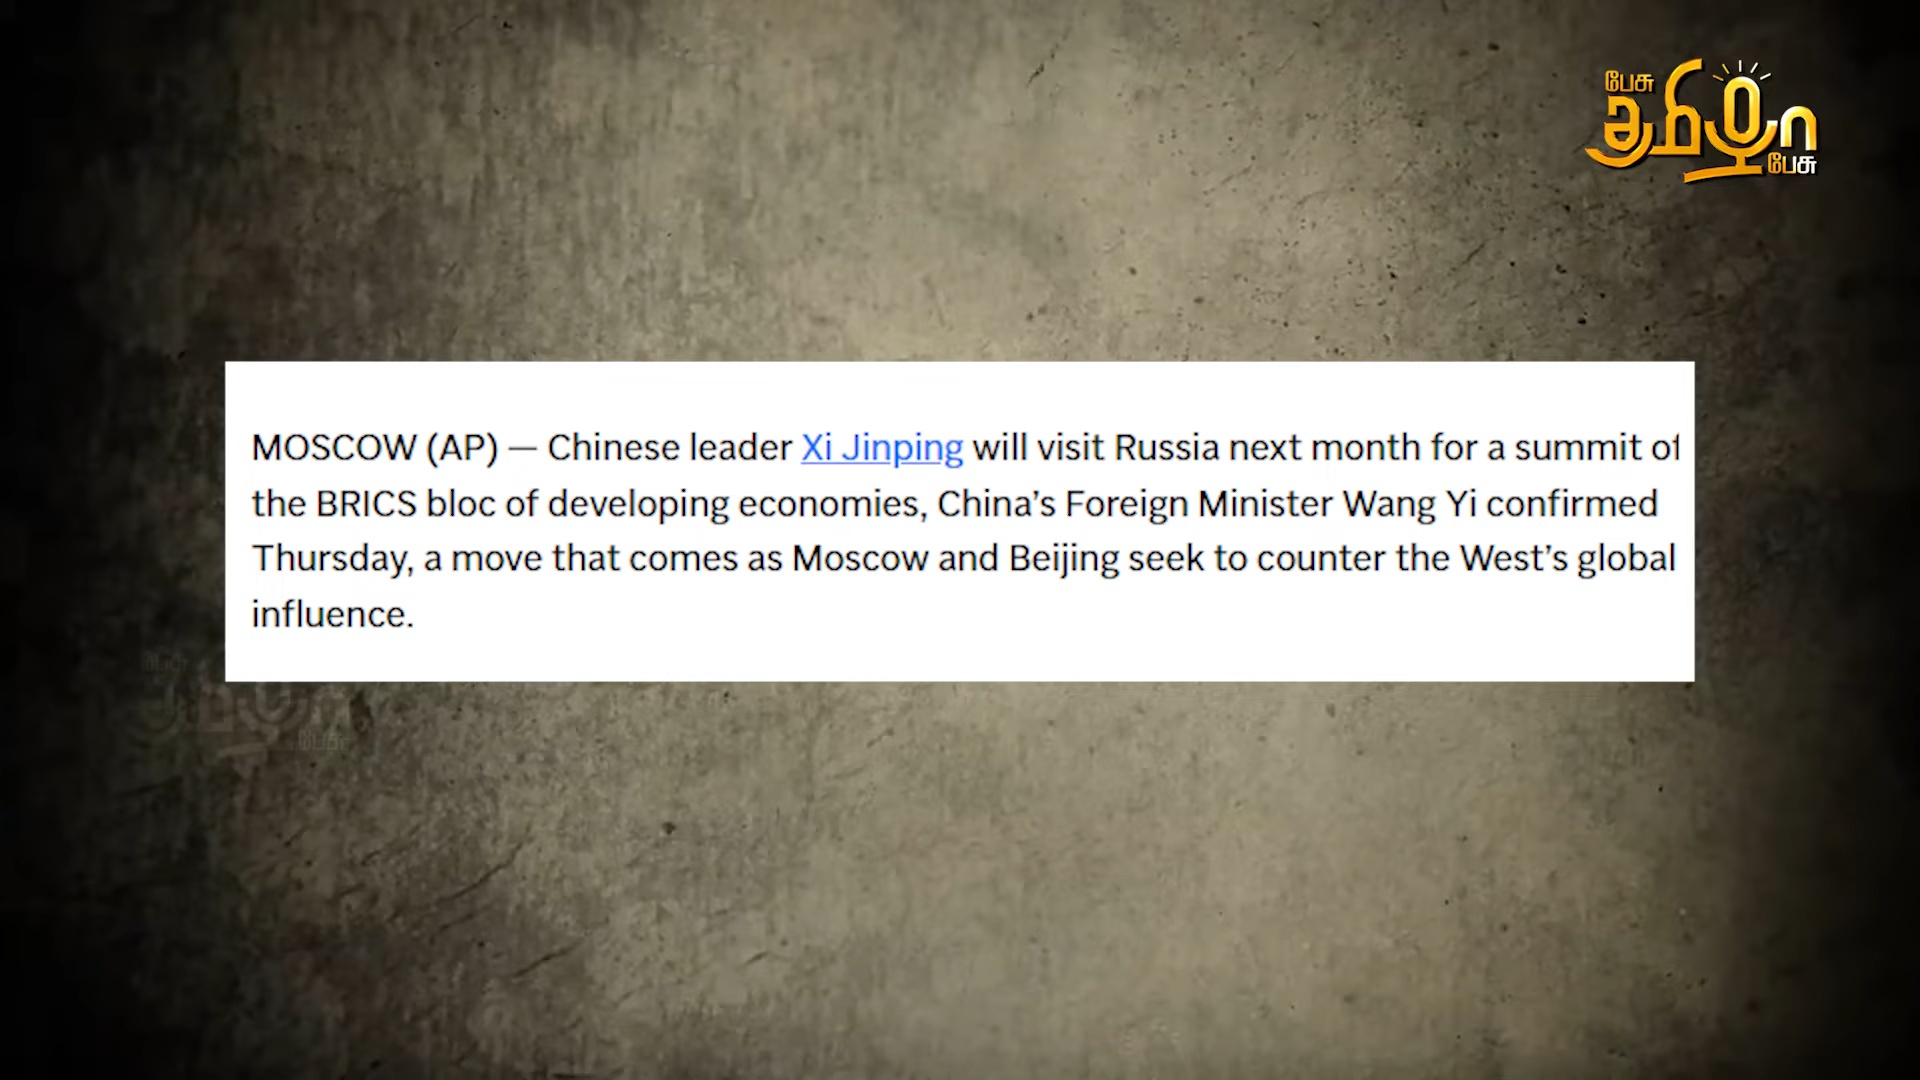 பேசு
தமிழா
பேசு
MOSCOW (AP) — Chinese leader Xi Jinping will visit Russia next month for a summit of
the BRICS bloc of developing economies, China’s Foreign Minister Wang Yi confirmed
Thursday, a move that comes as Moscow and Beijing seek to counter the West’s global
influence.